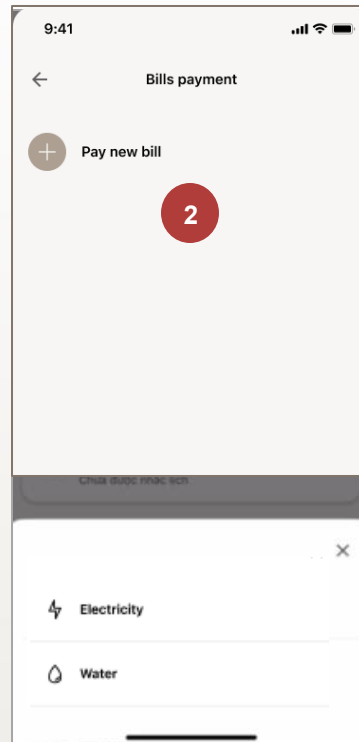 9:41
Bills payment
Pay new bill
2
Chưa được nhắc lịch
Electricity
Water